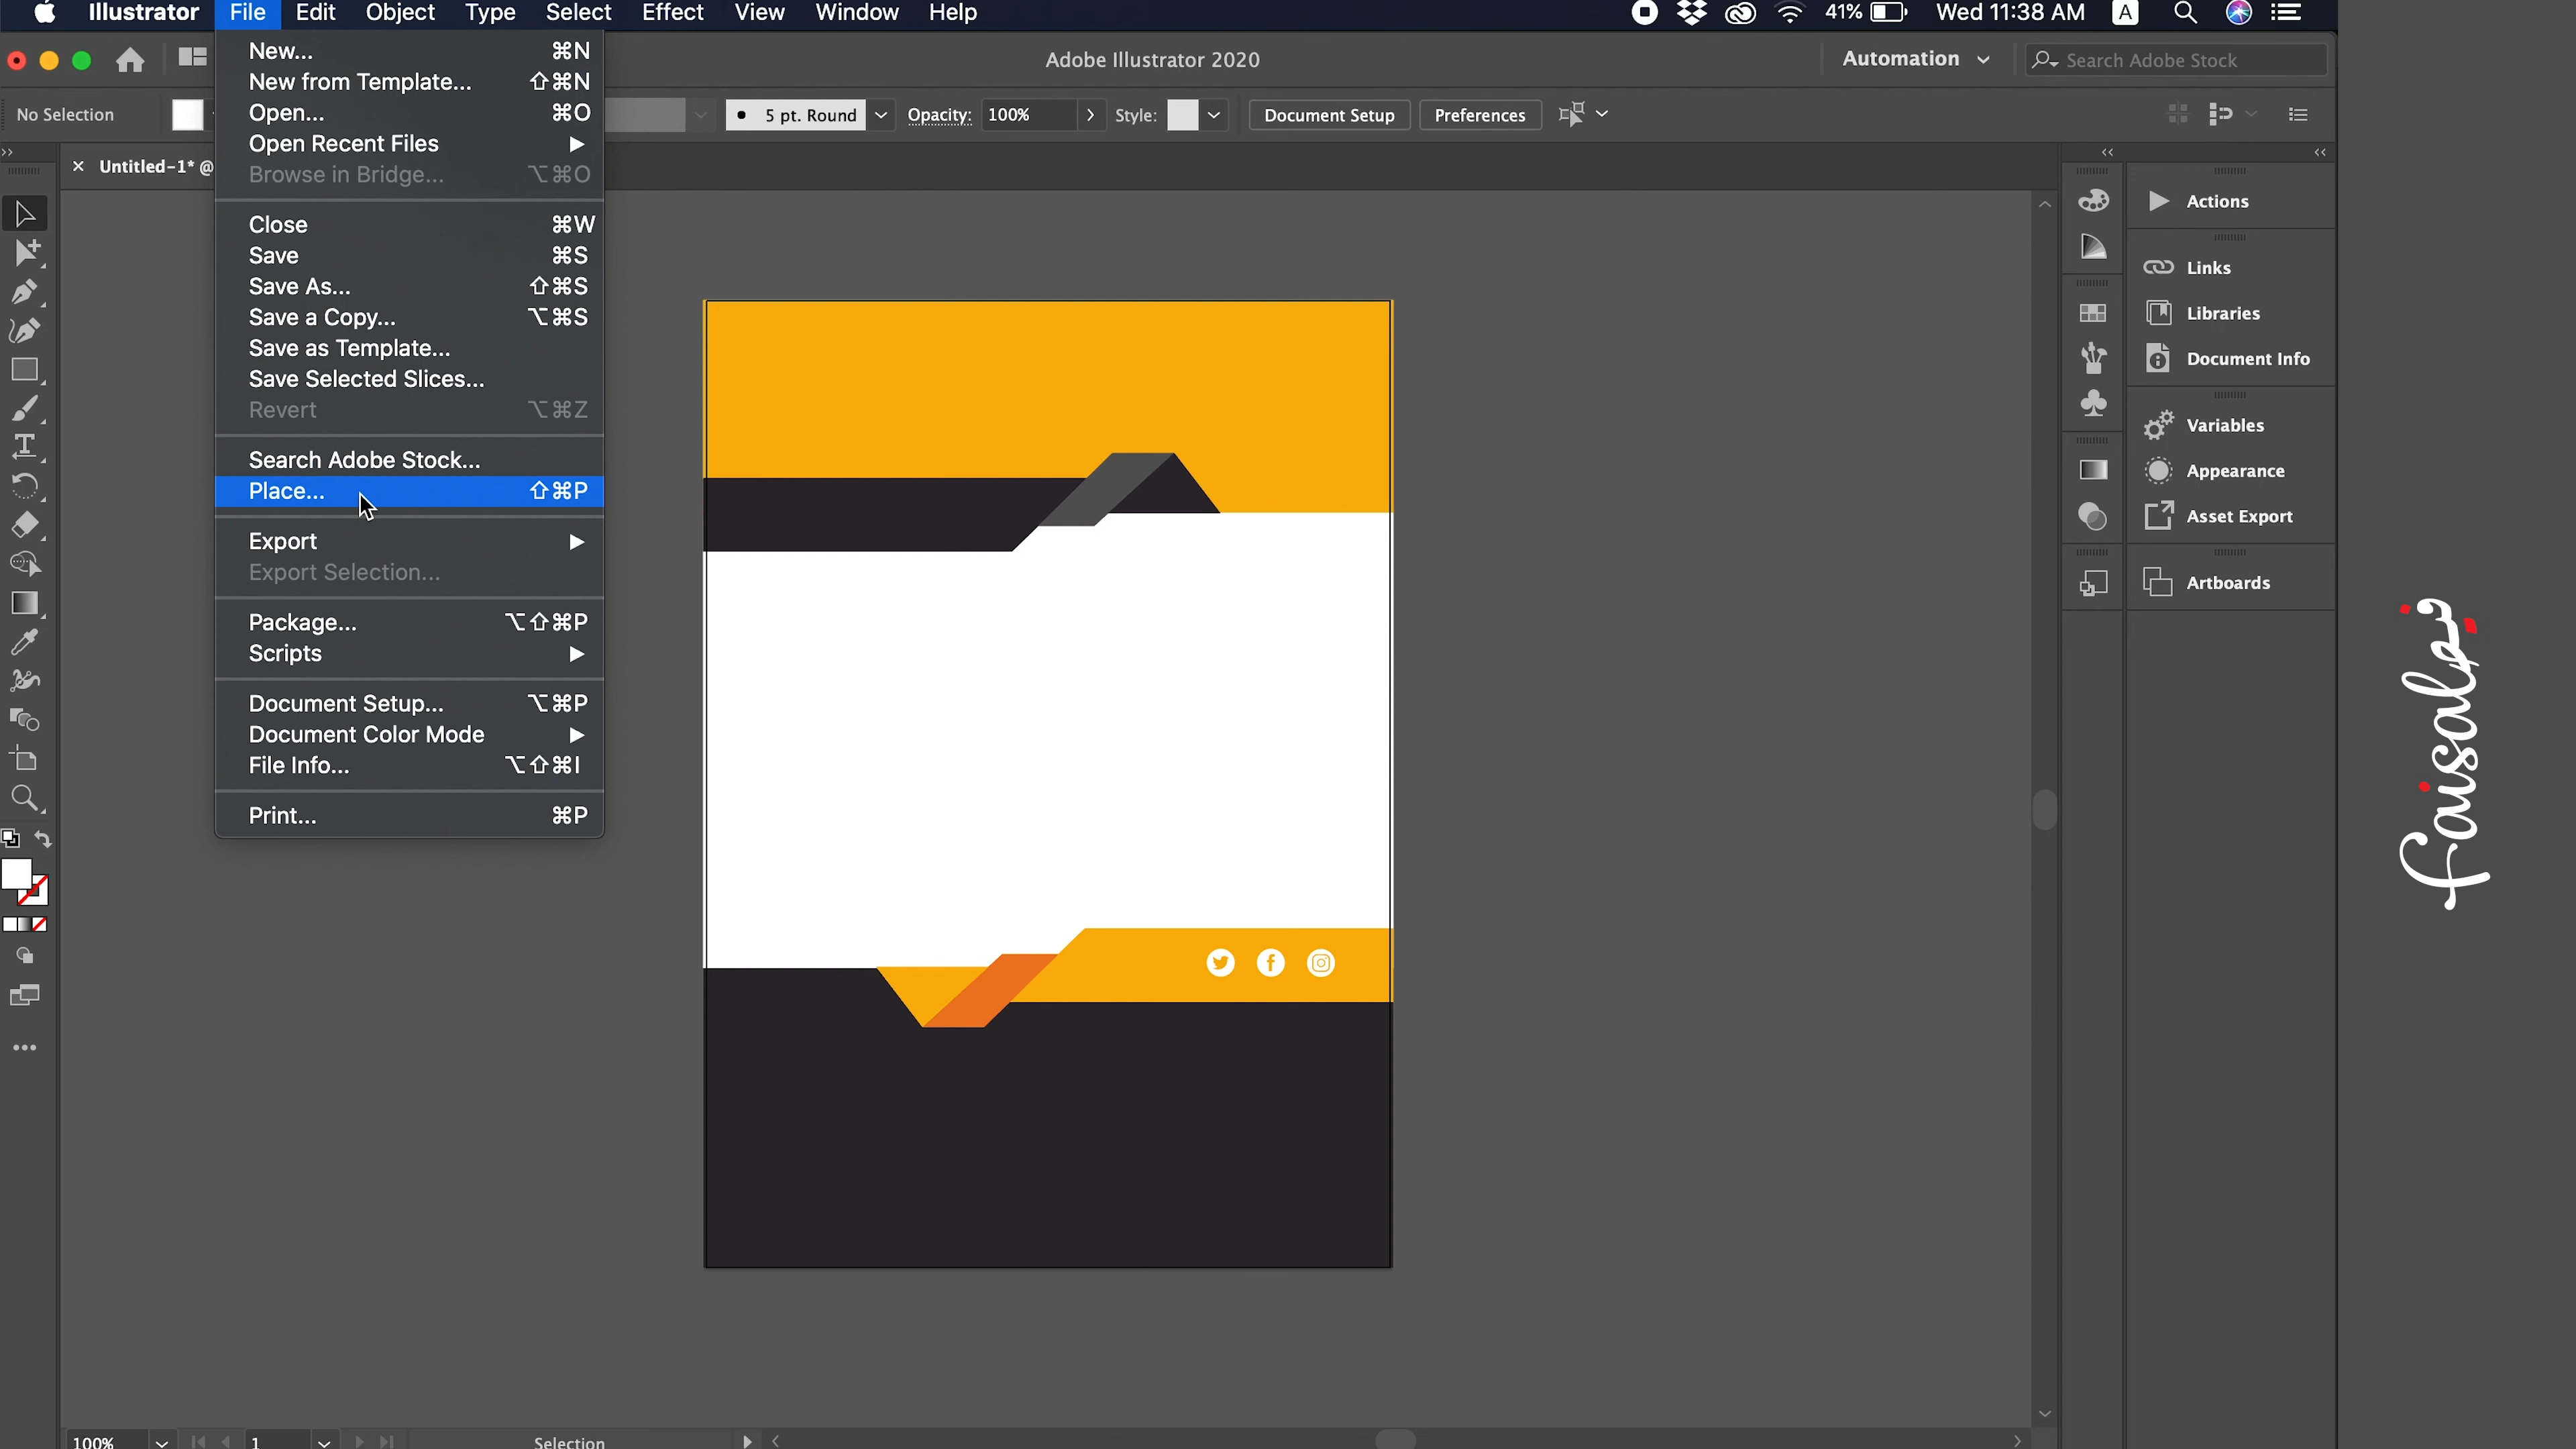 Illustrator File Edit Object Type Select Effect View Window Help 41% Wed 11:38 AM A
Adobe Illustrator 2020 Automation Search Adobe Stock
No Selection 5 pt. Round Opacity: 100% Style: Document Setup Preferences
Untitled-1* @
New... ⌘N
New from Template... ⇧⌘N
Open... ⌘O
Open Recent Files
Browse in Bridge... ⌥⌘O
Close ⌘W
Save ⌘S
Save As... ⇧⌘S
Save a Copy... ⌥⌘S
Save as Template...
Save Selected Slices...
Revert ⌥⌘Z
Search Adobe Stock...
Place... ⇧⌘P
Export
Export Selection...
Package... ⌥⇧⌘P
Scripts
Document Setup... ⌥⌘P
Document Color Mode
File Info... ⌥⇧⌘I
Print... ⌘P
Actions
Links
Libraries
Document Info
Variables
Appearance
Asset Export
Artboards
100% 1 Selection